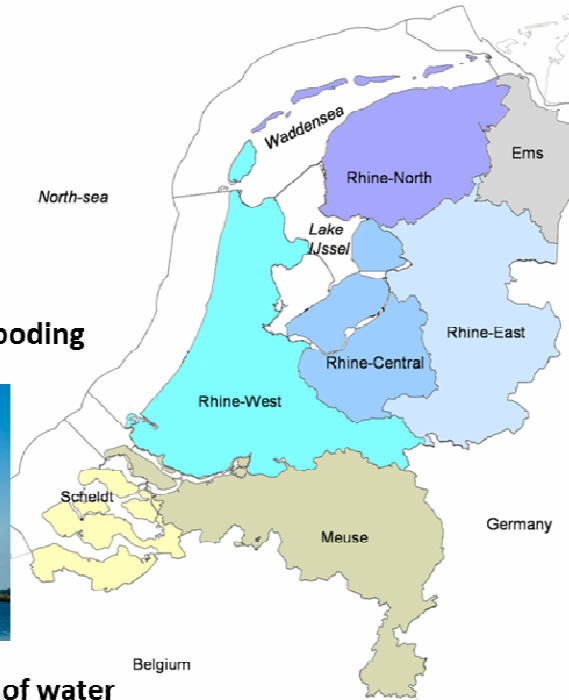 Waddensea
Ems
Rhine-North
North-sea
Lake
IJssel
Rhine-East
Rhine-Central
Rhine-West
Scheldt
Germany
Meuse
Belgium
ooding
of water